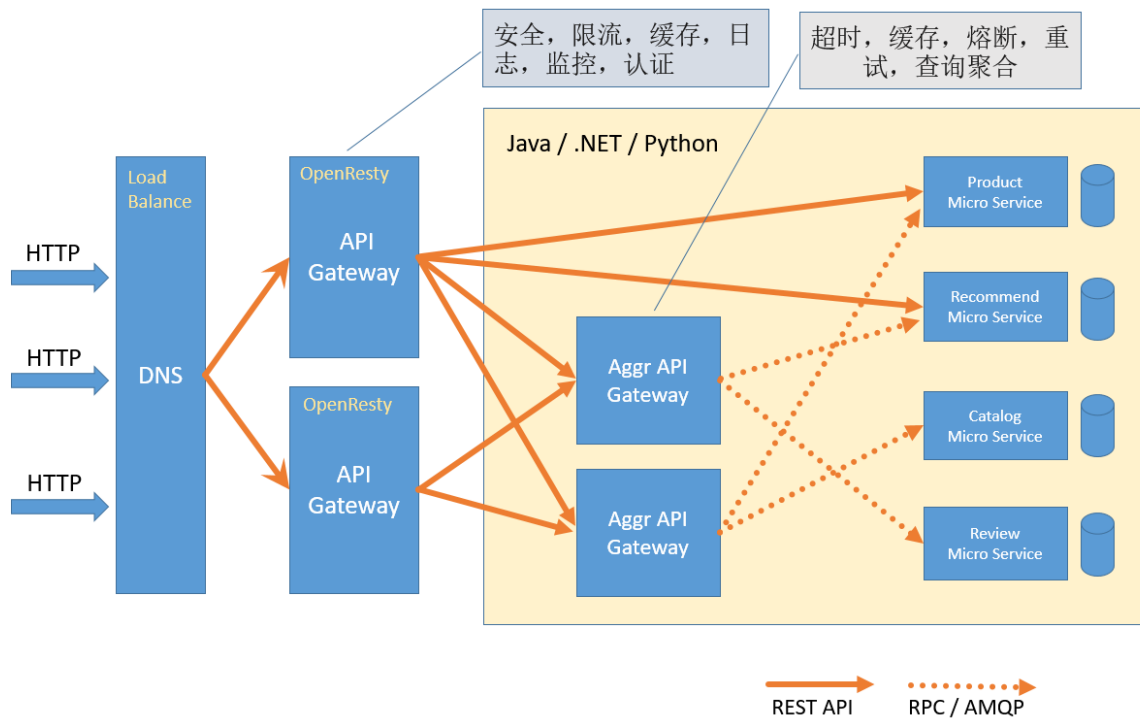 安全，限流，缓存，日
志，监控，认证
超时，缓存，熔断，重
试，查询聚合
Java / .NET / Python
Load
Balance
DNS
HTTP
HTTP
HTTP
OpenResty
API
Gateway
OpenResty
API
Gateway
Aggr API
Gateway
Aggr API
Gateway
Product
Micro Service
Recommend
Micro Service
Catalog
Micro Service
Review
Micro Service
REST API
RPC / AMQP